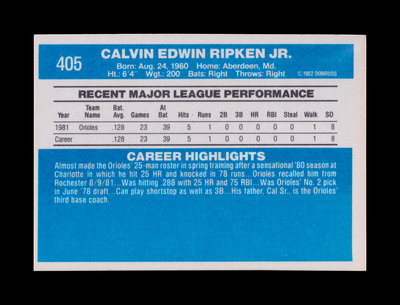 405
CALVIN EDWIN RIPKEN JR.
Born: Aug. 24, 1960 Home: Aberdeen, Md.
Ht.: 6'4" Wgt.: 200 Bats: Right Throws: Right
© 1982 DONRUSS
RECENT MAJOR LEAGUE PERFORMANCE
Year Team Name Bat. Avg. Games At Bat Hits Runs 2B 3B HR RBI Steal Walk SO
1981 Orioles .128 23 39 5 1 0 0 0 0 0 1 8
Career .128 23 39 5 1 0 0 0 0 0 1 8
CAREER HIGHLIGHTS
Almost made the Orioles' 25-man roster in spring training after a sensational '80 season at
Charlotte in which he hit 25 HR and knocked in 78 runs...Orioles recalled him from
Rochester 8/9/81...Was hitting .288 with 25 HR and 75 RBI...Was Orioles' No. 2 pick
in June '78 draft...Can play shortstop as well as 3B...His father, Cal Sr., is the Orioles'
third base coach.